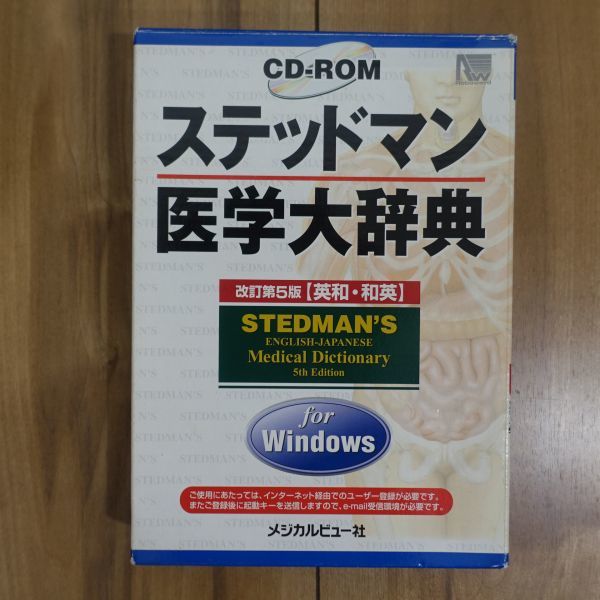 CD-ROM
ステッドマン
医学大辞典
改訂第5版【英和・和英】
STEDMAN'S
ENGLISH-JAPANESE
Medical Dictionary
5th Edition
for
Windows
ご使用にあたっては、インターネット経由でのユーザー登録が必要です。
またご登録後に起動キーを送信しますので、e-mail受信環境が必要です。
メジカルビュー社